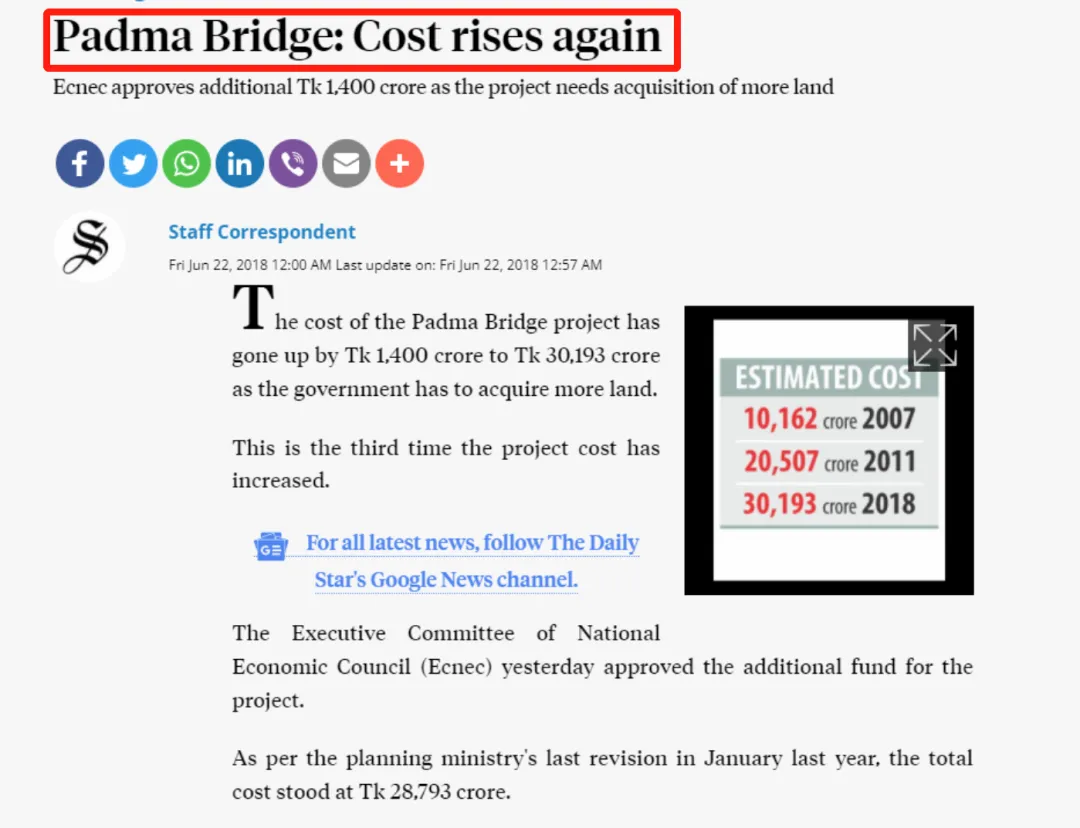 Padma Bridge: Cost rises again
Ecnec approves additional Tk 1,400 crore as the project needs acquisition of more land
Staff Correspondent
Fri Jun 22, 2018 12:00 AM Last update on: Fri Jun 22, 2018 12:57 AM
The cost of the Padma Bridge project has
gone up by Tk 1,400 crore to Tk 30,193 crore
as the government has to acquire more land.
This is the third time the project cost has
increased.
GE For all latest news, follow The Daily
Star's Google News channel.
ESTIMATED COST
10,162 crore 2007
20,507 crore 2011
30,193 crore 2018
The Executive Committee of National
Economic Council (Ecnec) yesterday approved the additional fund for the
project.
As per the planning ministry's last revision in January last year, the total
cost stood at Tk 28,793 crore.